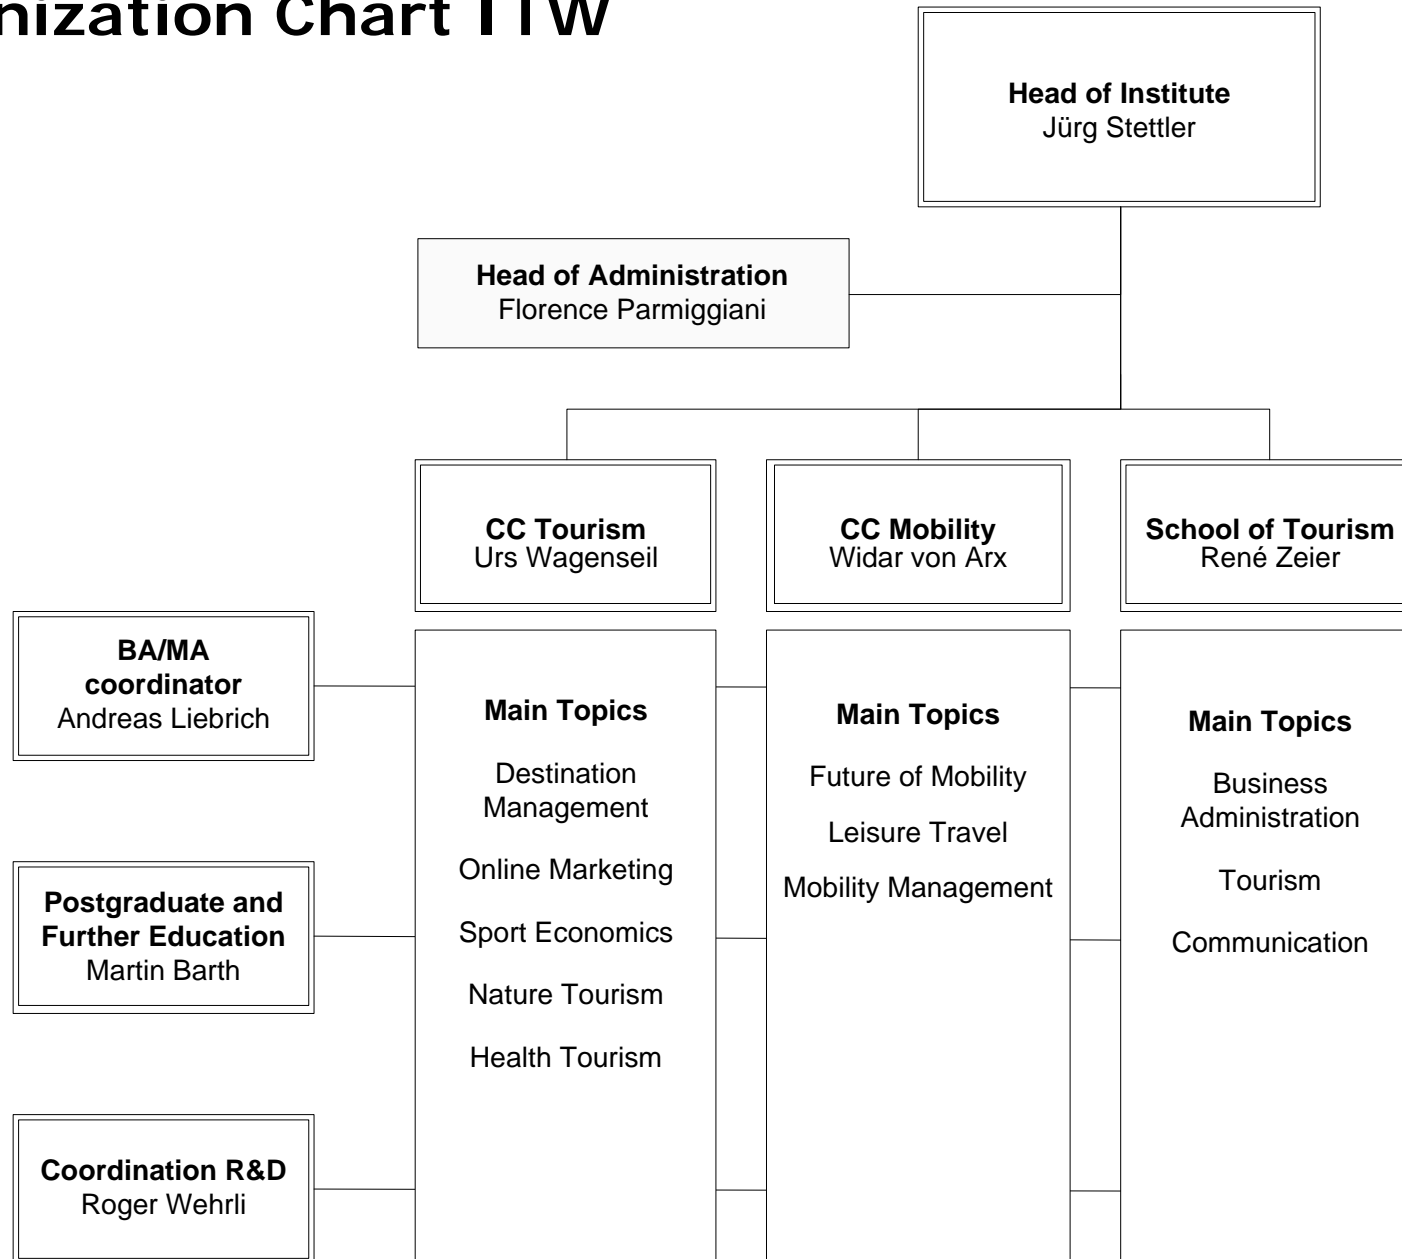 nization Chart ITW
Head of Institute
Jürg Stettler
Head of Administration
Florence Parmiggiani
CC Tourism
Urs Wagenseil
CC Mobility
Widar von Arx
School of Tourism
René Zeier
BA/MA
coordinator
Andreas Liebrich
Postgraduate and
Further Education
Martin Barth
Coordination R&D
Roger Wehrli
Main Topics
Destination
Management
Online Marketing
Sport Economics
Nature Tourism
Health Tourism
Main Topics
Future of Mobility
Leisure Travel
Mobility Management
Main Topics
Business
Administration
Tourism
Communication